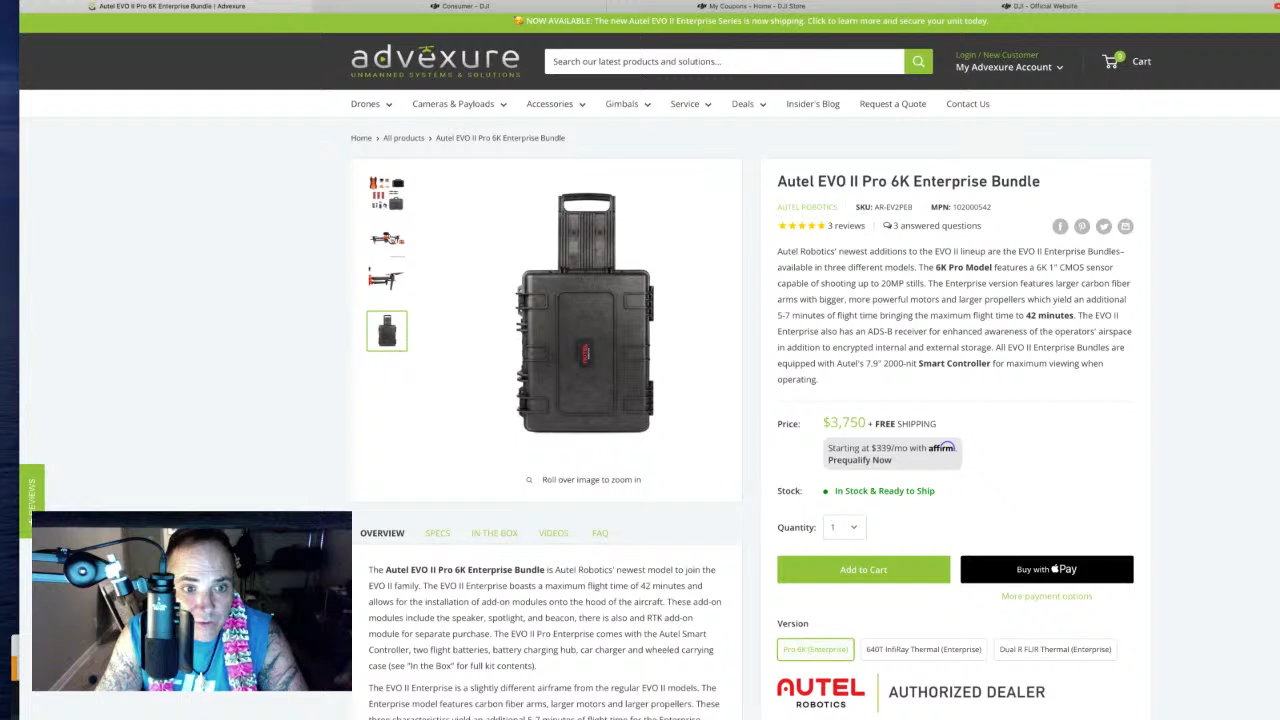 Autel EVO II Pro 6K Enterprise Bundle | Advexure
Consumer - DJI
My Coupons - Home - DJI Store
DJI - Official Website
NOW AVAILABLE: The new Autel EVO II Enterprise Series is now shipping. Click to learn more and secure your unit today.
advexure
UNMANNED SYSTEMS & SOLUTIONS
Search our latest products and solutions...
Login / New Customer
My Advexure Account
0
Cart
Drones
Cameras & Payloads
Accessories
Gimbals
Service
Deals
Insider's Blog
Request a Quote
Contact Us
Home › All products › Autel EVO II Pro 6K Enterprise Bundle
Autel EVO II Pro 6K Enterprise Bundle
AUTEL ROBOTICS SKU: AR-EV2PEB MPN: 102000542
3 reviews | 3 answered questions
Autel Robotics' newest additions to the EVO II lineup are the EVO II Enterprise Bundles–
available in three different models. The 6K Pro Model features a 6K 1" CMOS sensor
capable of shooting up to 20MP stills. The Enterprise version features larger carbon fiber
arms with bigger, more powerful motors and larger propellers which yield an additional
5-7 minutes of flight time bringing the maximum flight time to 42 minutes. The EVO II
Enterprise also has an ADS-B receiver for enhanced awareness of the operators' airspace
in addition to encrypted internal and external storage. All EVO II Enterprise Bundles are
equipped with Autel's 7.9" 2000-nit Smart Controller for maximum viewing when
operating.
Price: $3,750 + FREE SHIPPING
Starting at $339/mo with affirm.
Prequalify Now
Stock: In Stock & Ready to Ship
Quantity: 1
Add to Cart
Buy with Pay
More payment options
Version
Pro 6K (Enterprise)
640T InfiRay Thermal (Enterprise)
Dual R FLIR Thermal (Enterprise)
AUTEL
ROBOTICS
AUTHORIZED DEALER
AUTEL
Roll over image to zoom in
REVIEWS
OVERVIEW
SPECS
IN THE BOX
VIDEOS
FAQ
The Autel EVO II Pro 6K Enterprise Bundle is Autel Robotics' newest model to join the
EVO II family. The EVO II Enterprise boasts a maximum flight time of 42 minutes and
allows for the installation of add-on modules onto the hood of the aircraft. These add-on
modules include the speaker, spotlight, and beacon, there is also and RTK add-on
module for separate purchase. The EVO II Pro Enterprise comes with the Autel Smart
Controller, two flight batteries, battery charging hub, car charger and wheeled carrying
case (see "In the Box" for full kit contents).
The EVO II Enterprise is a slightly different airframe from the regular EVO II models. The
Enterprise model features carbon fiber arms, larger motors and larger propellers. These
three characteristics yield an additional 5-7 minutes of flight time for the Enterprise